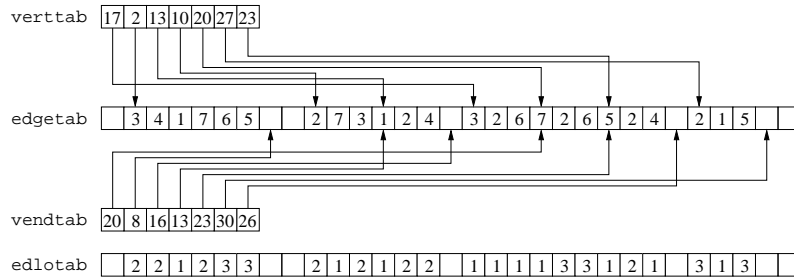 verttab 17 2 13 10 20 27 23
edgetab 3 4 1 7 6 5 2 7 3 1 2 4 3 2 6 7 2 6 5 2 4 2 1 5
vendtab 20 8 16 13 23 30 26
edlotab 2 2 1 2 3 3 2 1 2 1 2 2 1 1 1 1 3 3 1 2 1 3 1 3